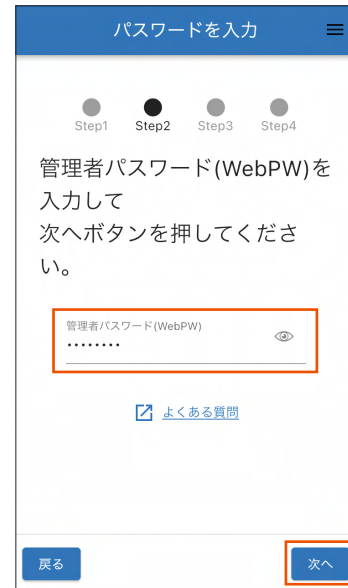 パスワードを入力
Step1 Step2 Step3 Step4
管理者パスワード(WebPW)を
入力して
次へボタンを押してくださ
い。
管理者パスワード(WebPW)
••••••••
よくある質問
戻る 次へ